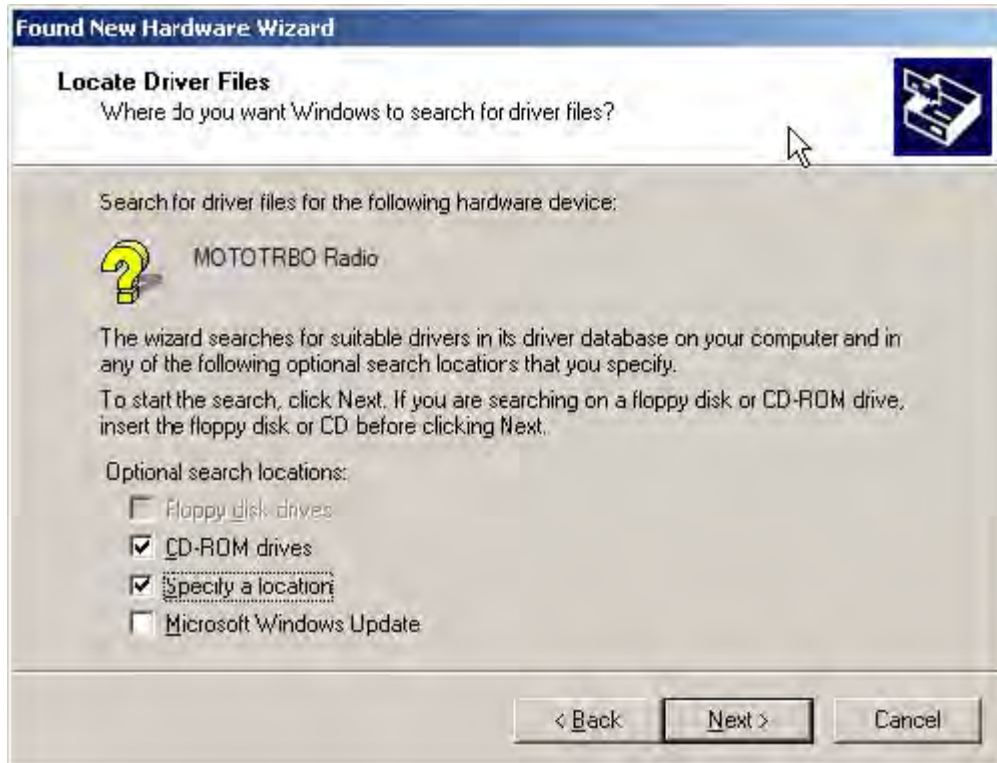 Found New Hardware Wizard
Locate Driver Files
Where do you want Windows to search for driver files?
Search for driver files for the following hardware device:
MOTOTRBO Radio
The wizard searches for suitable drivers in its driver database on your computer and in
any of the following optional search locations that you specify.
To start the search, click Next. If you are searching on a floppy disk or CD-ROM drive,
insert the floppy disk or CD before clicking Next.
Optional search locations:
Floppy disk drives
CD-ROM drives
Specify a location
Microsoft Windows Update
< Back
Next >
Cancel